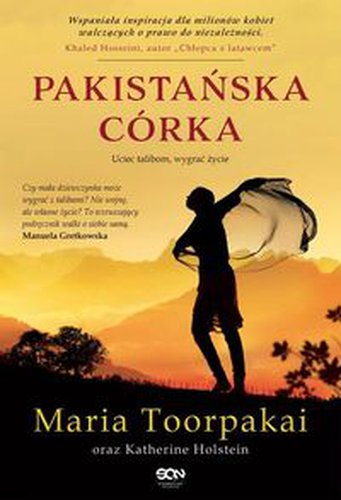 Wspaniała inspiracja dla milionów kobiet
walczących o prawo do niezależności.
Khaled Hosseini, autor „Chłopca z latawcem”
PAKISTAŃSKA
CÓRKA
Uciec talibom, wygrać życie
Czy mała dziewczynka może
wygrać z talibami? Nie wojnę,
ale własne życie? To wzruszający
podręcznik walki o siebie samą.
Manuela Gretkowska
Maria Toorpakai
oraz Katherine Holstein
SQN